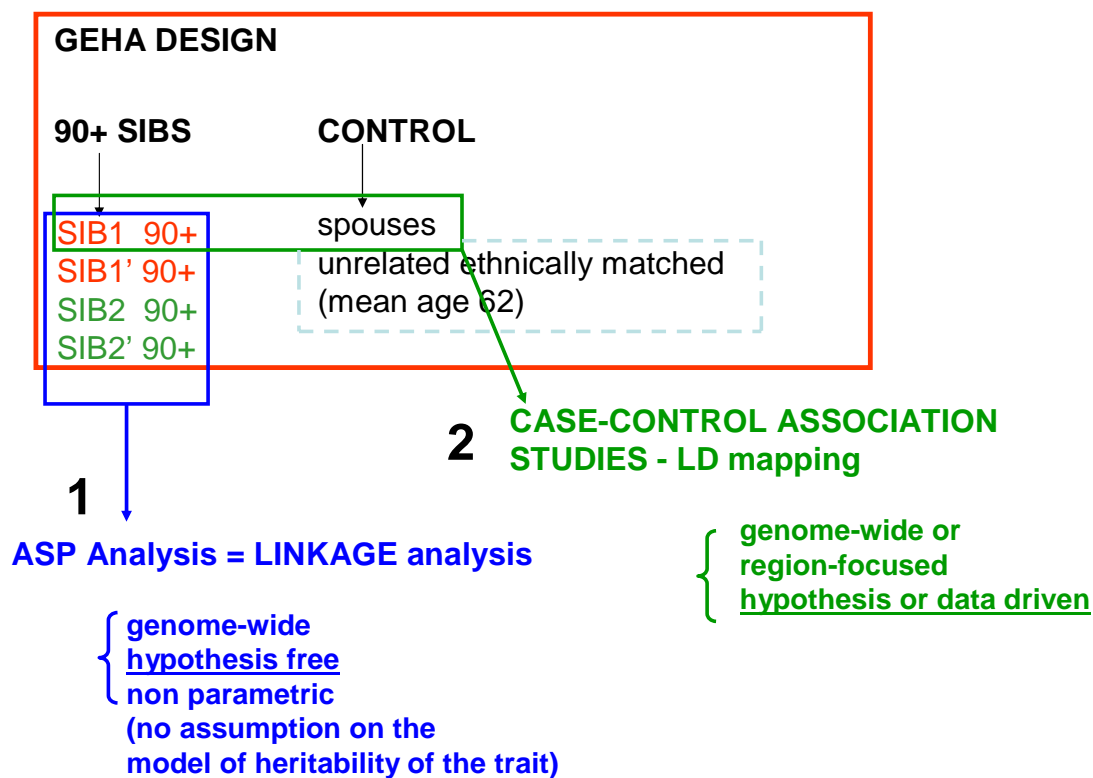 GEHA DESIGN
90+ SIBS
CONTROL
SIB1 90+
SIB1’ 90+
SIB2 90+
SIB2’ 90+
spouses
unrelated ethnically matched
(mean age 62)
2
CASE-CONTROL ASSOCIATION
STUDIES - LD mapping
1
ASP Analysis = LINKAGE analysis
genome-wide or
region-focused
hypothesis or data driven
genome-wide
hypothesis free
non parametric
(no assumption on the
model of heritability of the trait)